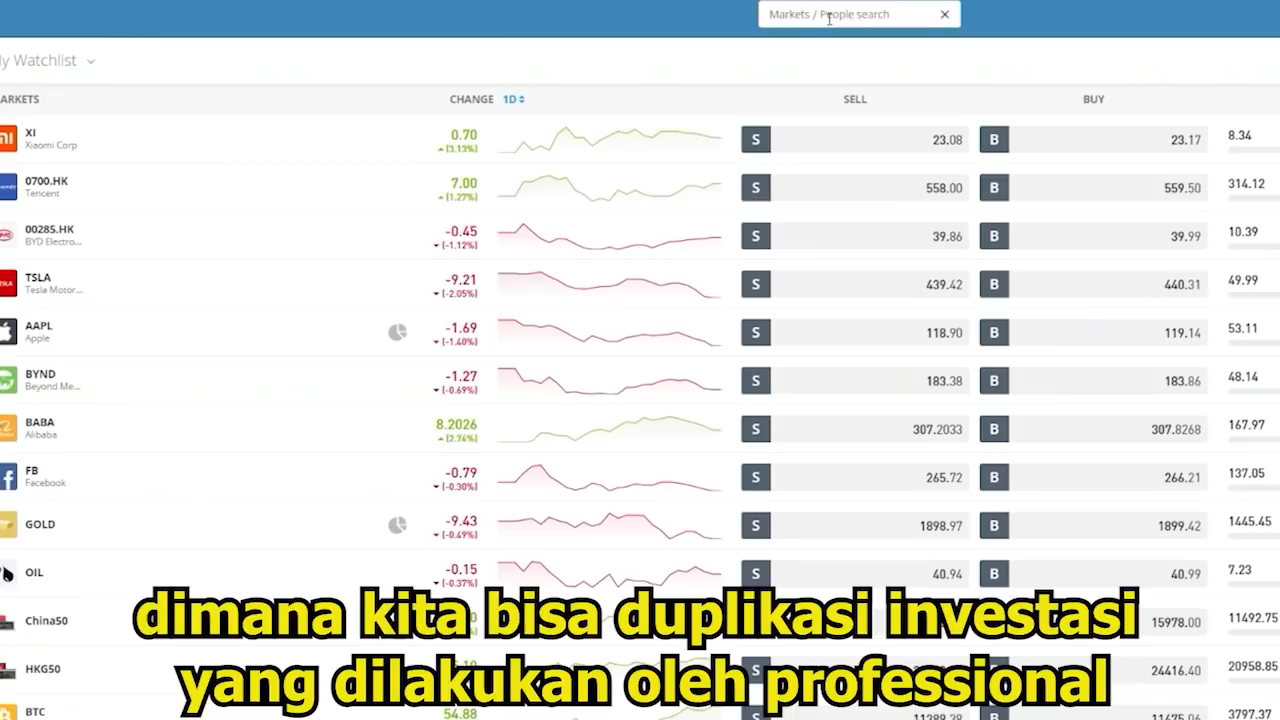 Markets / People search
y Watchlist
ARKETS CHANGE 1D SELL BUY
XI 0.70 S 23.08 B 23.17 8.34
Xiaomi Corp (3.13%)
0700.HK 7.00 S 558.00 B 559.50 314.12
Tencent (1.27%)
00285.HK -0.45 S 39.86 B 39.99 10.39
BYD Electro... (-1.12%)
TSLA -9.21 S 439.42 B 440.31 49.99
Tesla Motor... (-2.05%)
AAPL -1.69 S 118.90 B 119.14 53.11
Apple (-1.40%)
BYND -1.27 S 183.38 B 183.86 48.14
Beyond Me... (-0.69%)
BABA 8.2026 S 307.2033 B 307.8268 167.97
Alibaba (2.74%)
FB -0.79 S 265.72 B 266.21 137.05
Facebook (-0.30%)
GOLD -9.43 S 1898.97 B 1899.42 1445.45
(-0.49%)
OIL -0.15 S 40.94 B 40.99 7.23
(-0.37%)
dimana kita bisa duplikasi investasi
China50 15978.00 11492.75
yang dilakukan oleh professional
HKG50 24416.40 20958.85
BTC 54.88 3797.37